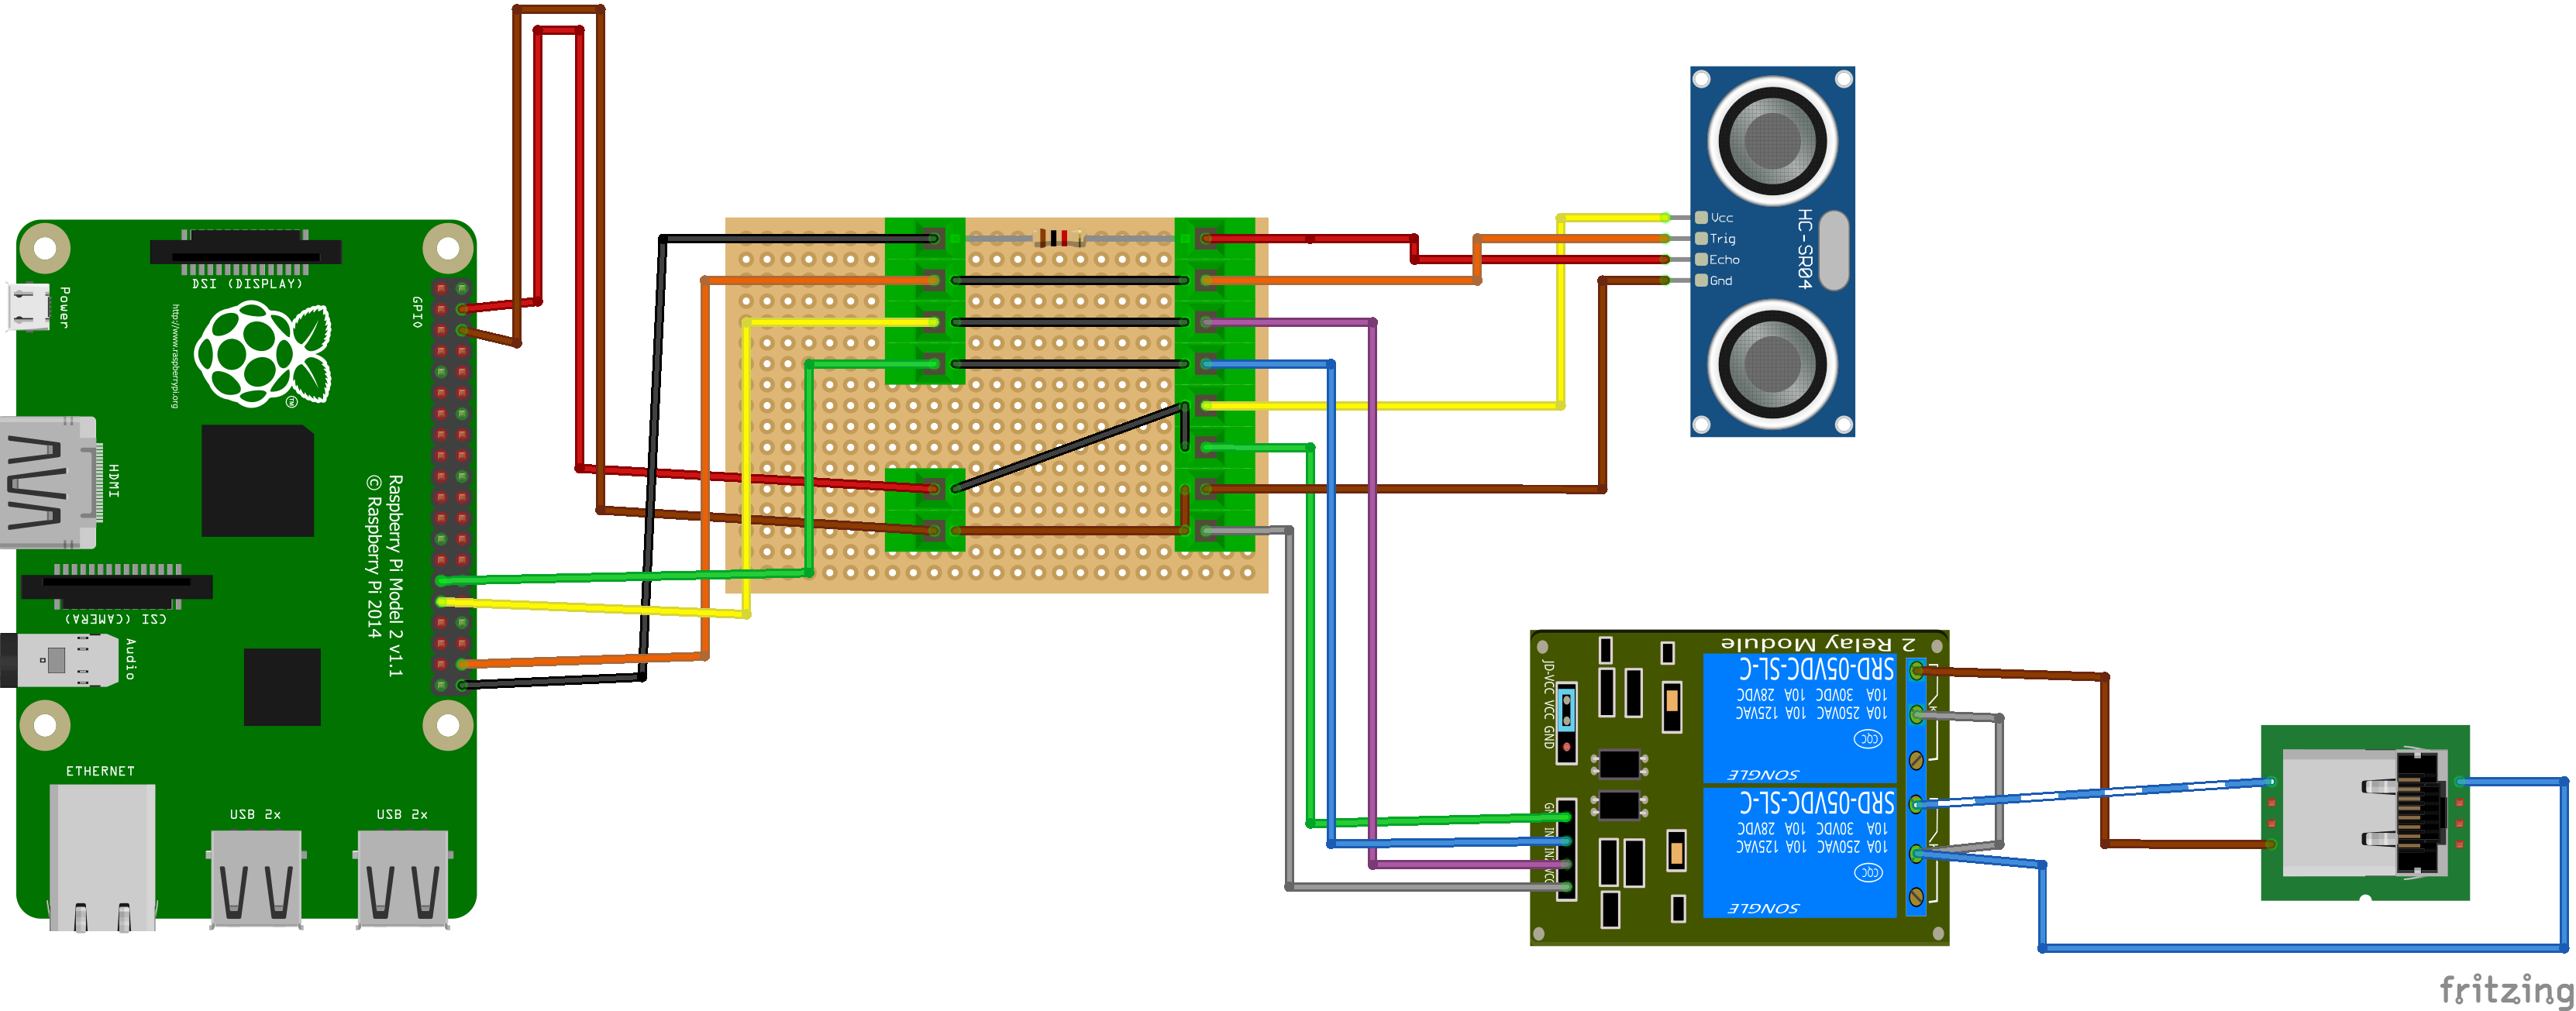 DSI (DISPLAY)
GPIO
Power
http://www.raspberrypi.org
TM
HDMI
Raspberry Pi Model 2 v1.1
© Raspberry Pi 2014
CSI (CAMERA)
Audio
ETHERNET
USB 2x
USB 2x
Vcc
Trig
Echo
Gnd
HC-SR04
2 Relay Module
JD-VCC VCC GND
SRD-05VDC-SL-C
10A 30VDC 10A 28VDC
10A 250VAC 10A 125VAC
CQC
SONGLE
SRD-05VDC-SL-C
10A 30VDC 10A 28VDC
10A 250VAC 10A 125VAC
CQC
SONGLE
VCC
fritzing